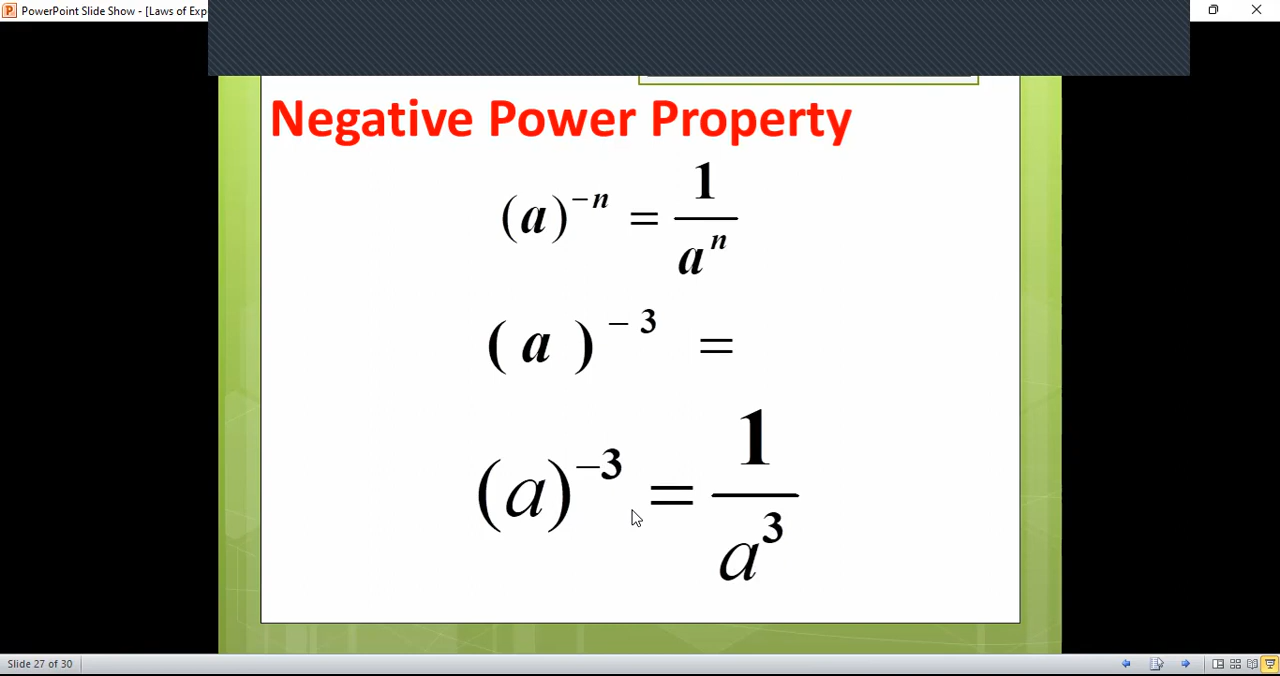 PowerPoint Slide Show - [Laws of Exp
Negative Power Property
(a)⁻ⁿ = 1/aⁿ
( a )⁻ ³ =
(a)⁻³ = 1/a³
Slide 27 of 30